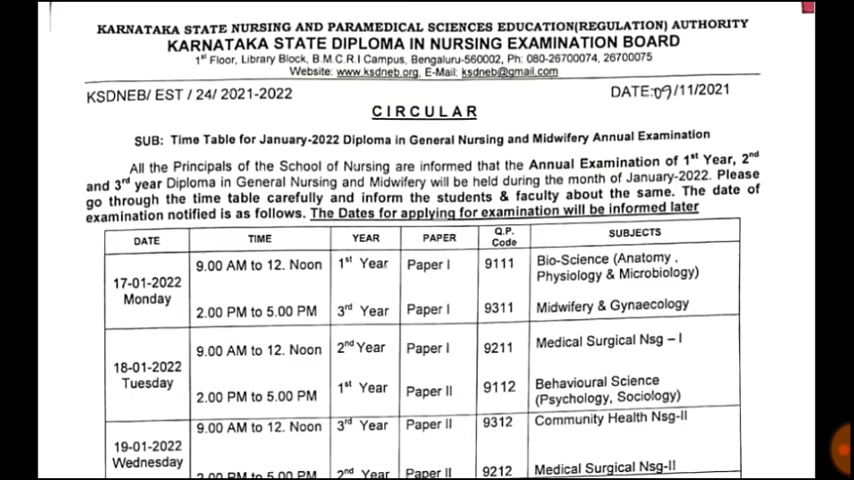 KARNATAKA STATE NURSING AND PARAMEDICAL SCIENCES EDUCATION(REGULATION) AUTHORITY
KARNATAKA STATE DIPLOMA IN NURSING EXAMINATION BOARD
1st Floor, Library Block, B.M.C.R.I Campus, Bengaluru-560002, Ph: 080-26700074, 26700075
Website: www.ksdneb.org, E-Mail: ksdneb@gmail.com
KSDNEB/ EST / 24/ 2021-2022 DATE:09/11/2021
CIRCULAR
SUB: Time Table for January-2022 Diploma in General Nursing and Midwifery Annual Examination
All the Principals of the School of Nursing are informed that the Annual Examination of 1st Year, 2nd
and 3rd year Diploma in General Nursing and Midwifery will be held during the month of January-2022. Please
go through the time table carefully and inform the students & faculty about the same. The date of
examination notified is as follows. The Dates for applying for examination will be informed later
DATE TIME YEAR PAPER Q.P. Code SUBJECTS
17-01-2022 Monday
9.00 AM to 12. Noon 1st Year Paper I 9111 Bio-Science (Anatomy , Physiology & Microbiology)
2.00 PM to 5.00 PM 3rd Year Paper I 9311 Midwifery & Gynaecology
18-01-2022 Tuesday
9.00 AM to 12. Noon 2nd Year Paper I 9211 Medical Surgical Nsg – I
2.00 PM to 5.00 PM 1st Year Paper II 9112 Behavioural Science (Psychology, Sociology)
19-01-2022 Wednesday
9.00 AM to 12. Noon 3rd Year Paper II 9312 Community Health Nsg-II
2.00 PM to 5.00 PM 2nd Year Paper II 9212 Medical Surgical Nsg-II